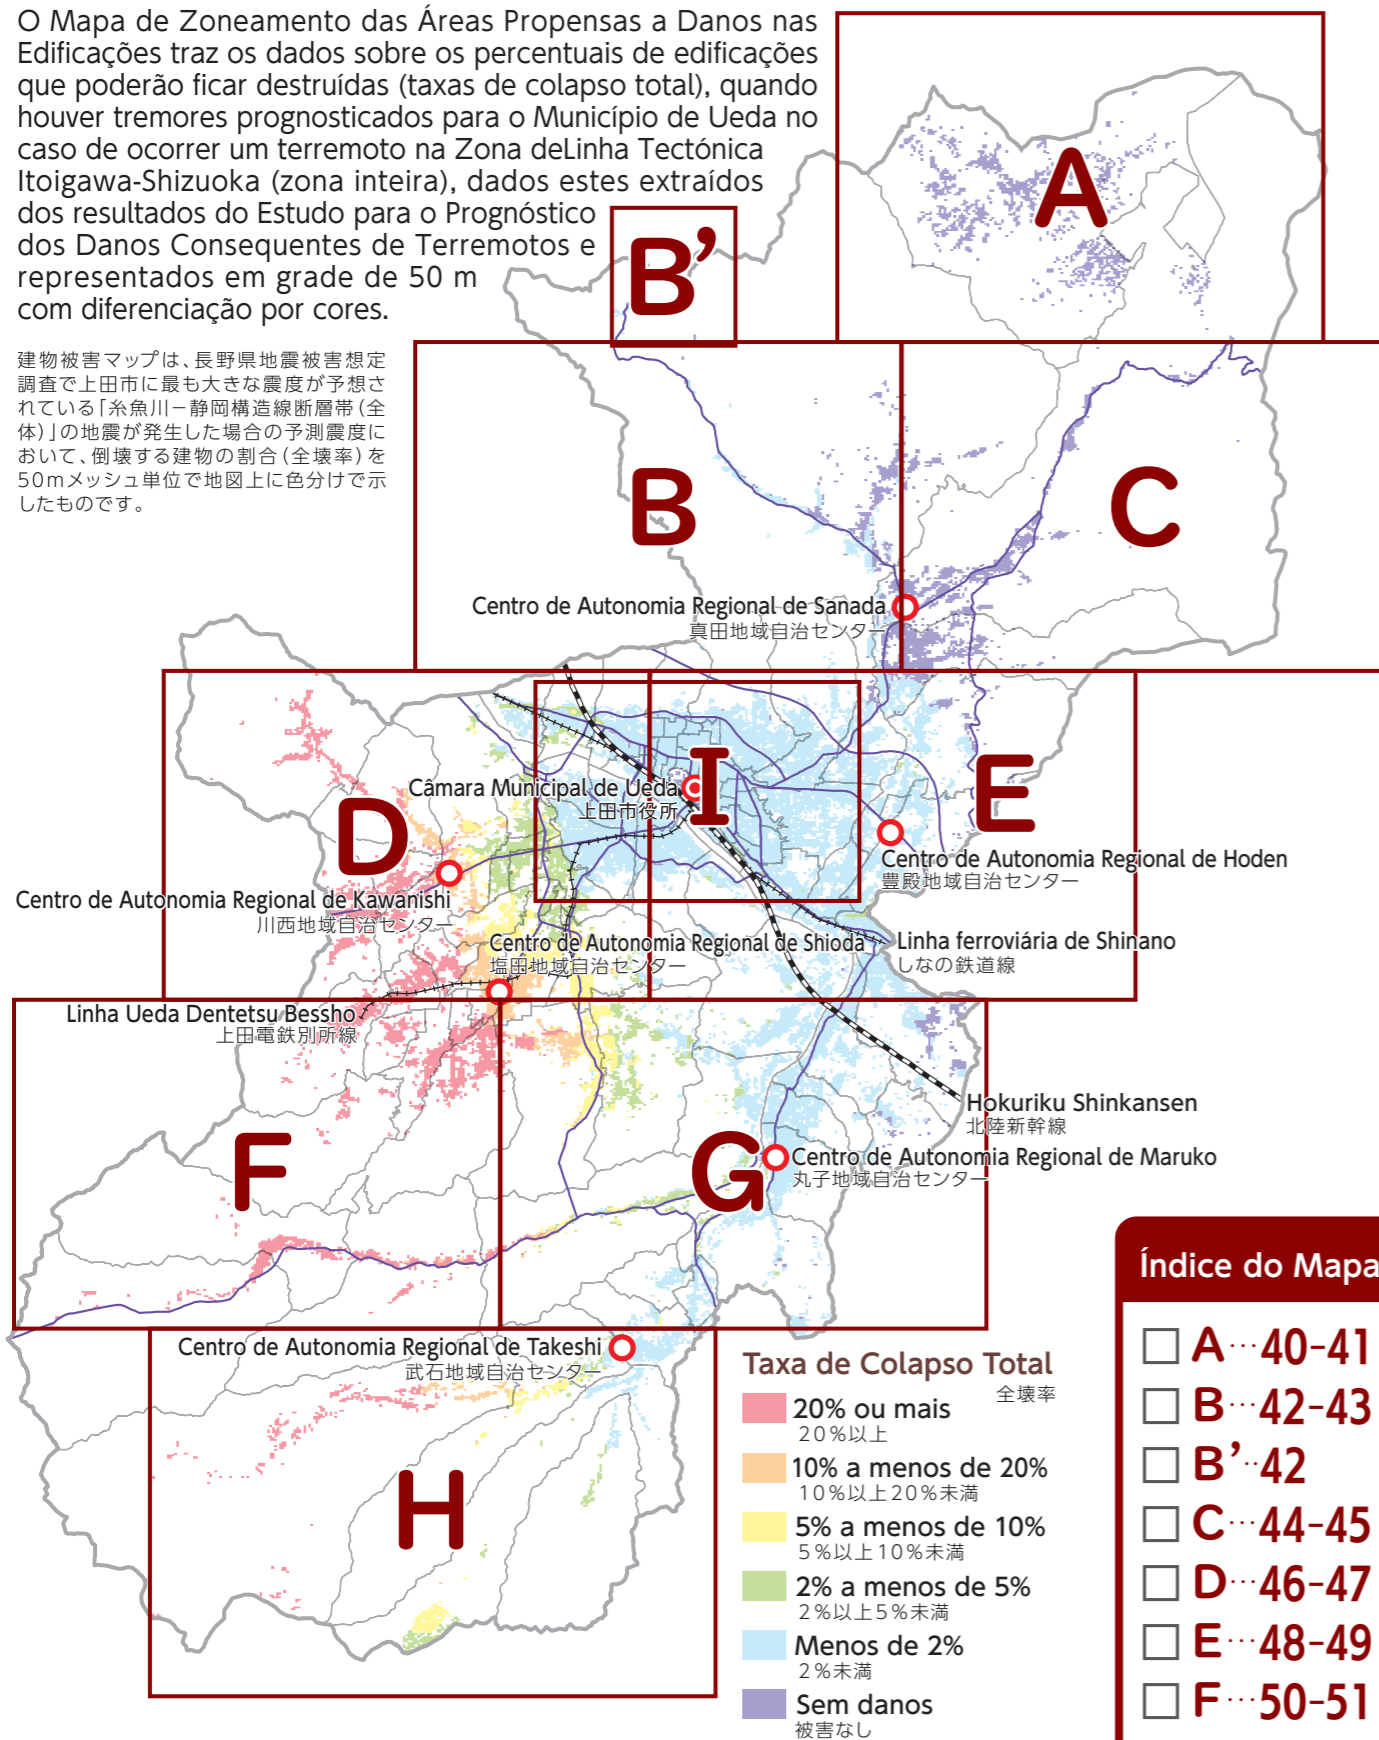 O Mapa de Zoneamento das Áreas Propensas a Danos nas
Edificações traz os dados sobre os percentuais de edificações
que poderão ficar destruídas (taxas de colapso total), quando
houver tremores prognosticados para o Município de Ueda no
caso de ocorrer um terremoto na Zona deLinha Tectónica
Itoigawa-Shizuoka (zona inteira), dados estes extraídos
dos resultados do Estudo para o Prognóstico
dos Danos Consequentes de Terremotos e
representados em grade de 50 m
com diferenciação por cores.
建物被害マップは、長野県地震被害想定
調査で上田市に最も大きな震度が予想さ
れている「糸魚川－静岡構造線断層帯(全
体)」の地震が発生した場合の予測震度に
おいて、倒壊する建物の割合(全壊率)を
50mメッシュ単位で地図上に色分けで示
したものです。
A
B’
B
C
Centro de Autonomia Regional de Sanada
真田地域自治センター
I
E
D
Câmara Municipal de Ueda
上田市役所
Centro de Autonomia Regional de Hoden
豊殿地域自治センター
Centro de Autonomia Regional de Kawanishi
川西地域自治センター
Centro de Autonomia Regional de Shioda
塩田地域自治センター
Linha ferroviária de Shinano
しなの鉄道線
Linha Ueda Dentetsu Bessho
上田電鉄別所線
Hokuriku Shinkansen
北陸新幹線
F
G
Centro de Autonomia Regional de Maruko
丸子地域自治センター
Centro de Autonomia Regional de Takeshi
武石地域自治センター
H
Taxa de Colapso Total
全壊率
20% ou mais
20%以上
10% a menos de 20%
10%以上20%未満
5% a menos de 10%
5%以上10%未満
2% a menos de 5%
2%以上5%未満
Menos de 2%
2%未満
Sem danos
被害なし
Índice do Mapa
A…40-41
B…42-43
B’‥42
C…44-45
D…46-47
E…48-49
F…50-51